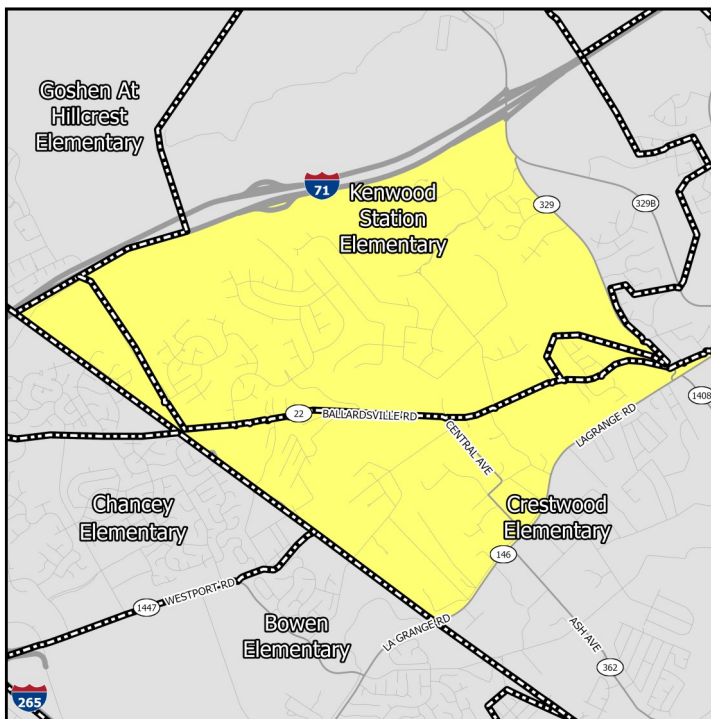 Goshen At
Hillcrest
Elementary
71
Kenwood
Station
Elementary
329
329B
22
BALLARDSVILLE RD
CENTRAL AVE
LAGRANGE RD
1408
Chancey
Elementary
Crestwood
Elementary
146
1447
WESTPORT RD
Bowen
Elementary
LA GRANGE RD
ASH AVE
362
265